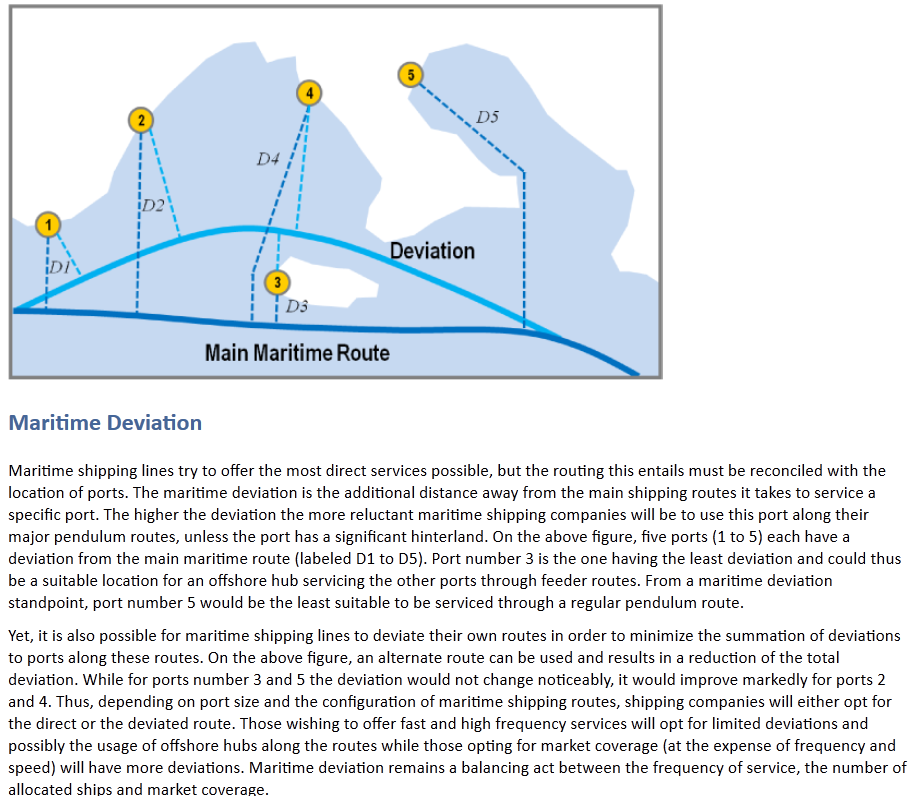 5
4
D5
2
D4
D2
1
Deviation
D1
3
D3
Main Maritime Route
Maritime Deviation
Maritime shipping lines try to offer the most direct services possible, but the routing this entails must be reconciled with the
location of ports. The maritime deviation is the additional distance away from the main shipping routes it takes to service a
specific port. The higher the deviation the more reluctant maritime shipping companies will be to use this port along their
major pendulum routes, unless the port has a significant hinterland. On the above figure, five ports (1 to 5) each have a
deviation from the main maritime route (labeled D1 to D5). Port number 3 is the one having the least deviation and could thus
be a suitable location for an offshore hub servicing the other ports through feeder routes. From a maritime deviation
standpoint, port number 5 would be the least suitable to be serviced through a regular pendulum route.
Yet, it is also possible for maritime shipping lines to deviate their own routes in order to minimize the summation of deviations
to ports along these routes. On the above figure, an alternate route can be used and results in a reduction of the total
deviation. While for ports number 3 and 5 the deviation would not change noticeably, it would improve markedly for ports 2
and 4. Thus, depending on port size and the configuration of maritime shipping routes, shipping companies will either opt for
the direct or the deviated route. Those wishing to offer fast and high frequency services will opt for limited deviations and
possibly the usage of offshore hubs along the routes while those opting for market coverage (at the expense of frequency and
speed) will have more deviations. Maritime deviation remains a balancing act between the frequency of service, the number of
allocated ships and market coverage.